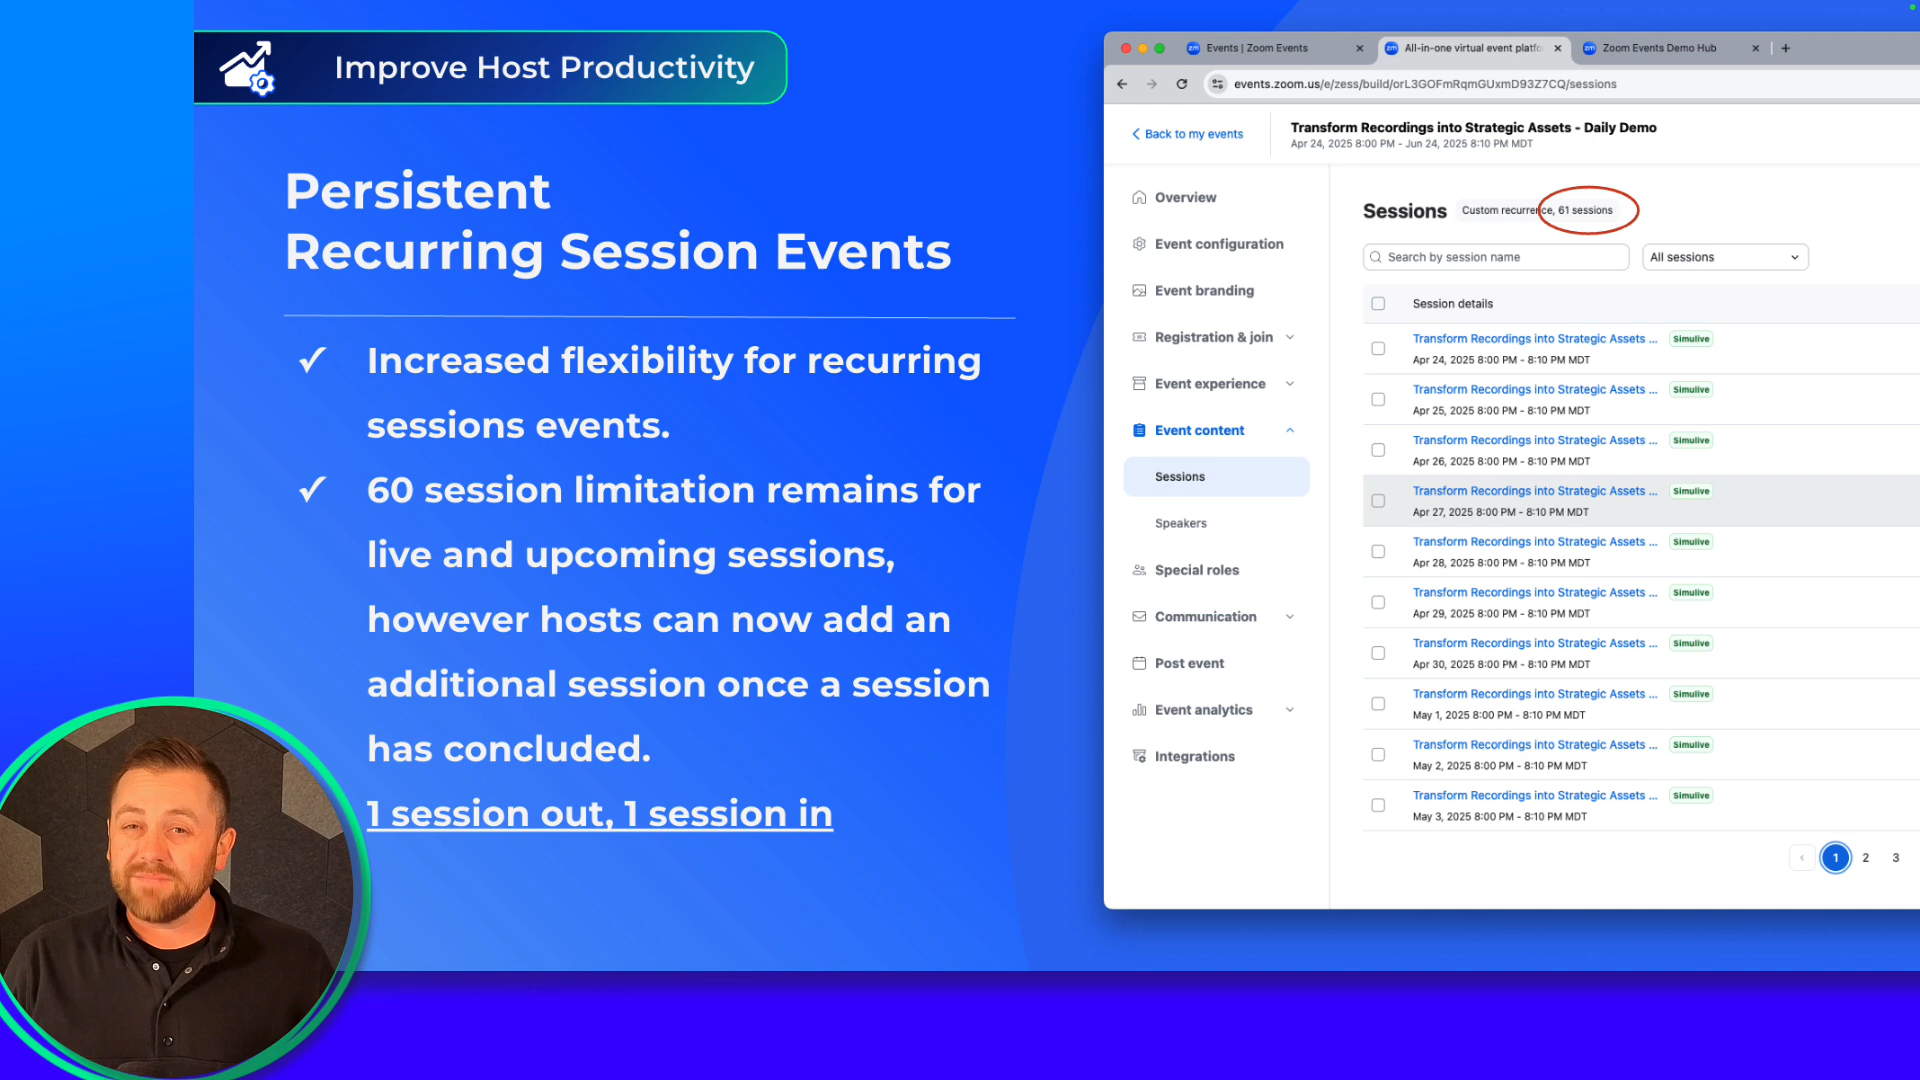 Improve Host Productivity
Persistent
Recurring Session Events
✓ Increased flexibility for recurring
sessions events.
✓ 60 session limitation remains for
live and upcoming sessions,
however hosts can now add an
additional session once a session
has concluded.
1 session out, 1 session in
Events | Zoom Events
All-in-one virtual event platfo
Zoom Events Demo Hub
events.zoom.us/e/zess/build/orL3GOFmRqmGUxmD93Z7CQ/sessions
Back to my events
Transform Recordings into Strategic Assets - Daily Demo
Apr 24, 2025 8:00 PM - Jun 24, 2025 8:10 PM MDT
Overview
Event configuration
Event branding
Registration & join
Event experience
Event content
Sessions
Speakers
Special roles
Communication
Post event
Event analytics
Integrations
Sessions Custom recurrence, 61 sessions
Search by session name All sessions
Session details
Transform Recordings into Strategic Assets ... Simulive
Apr 24, 2025 8:00 PM - 8:10 PM MDT
Transform Recordings into Strategic Assets ... Simulive
Apr 25, 2025 8:00 PM - 8:10 PM MDT
Transform Recordings into Strategic Assets ... Simulive
Apr 26, 2025 8:00 PM - 8:10 PM MDT
Transform Recordings into Strategic Assets ... Simulive
Apr 27, 2025 8:00 PM - 8:10 PM MDT
Transform Recordings into Strategic Assets ... Simulive
Apr 28, 2025 8:00 PM - 8:10 PM MDT
Transform Recordings into Strategic Assets ... Simulive
Apr 29, 2025 8:00 PM - 8:10 PM MDT
Transform Recordings into Strategic Assets ... Simulive
Apr 30, 2025 8:00 PM - 8:10 PM MDT
Transform Recordings into Strategic Assets ... Simulive
May 1, 2025 8:00 PM - 8:10 PM MDT
Transform Recordings into Strategic Assets ... Simulive
May 2, 2025 8:00 PM - 8:10 PM MDT
Transform Recordings into Strategic Assets ... Simulive
May 3, 2025 8:00 PM - 8:10 PM MDT
1 2 3